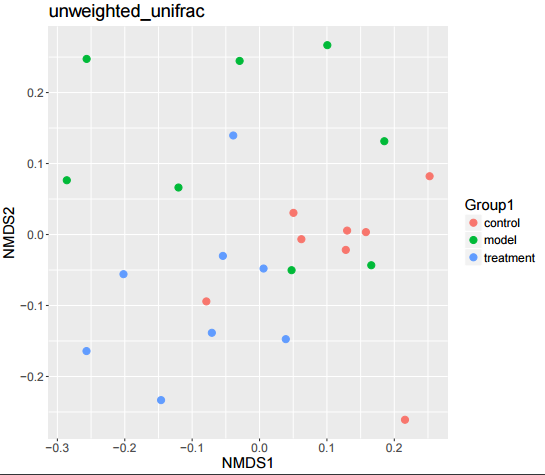 unweighted_unifrac
NMDS2
0.2
0.1
0.0
−0.1
−0.2
−0.3
−0.2
−0.1
0.0
0.1
0.2
NMDS1
Group1
control
model
treatment